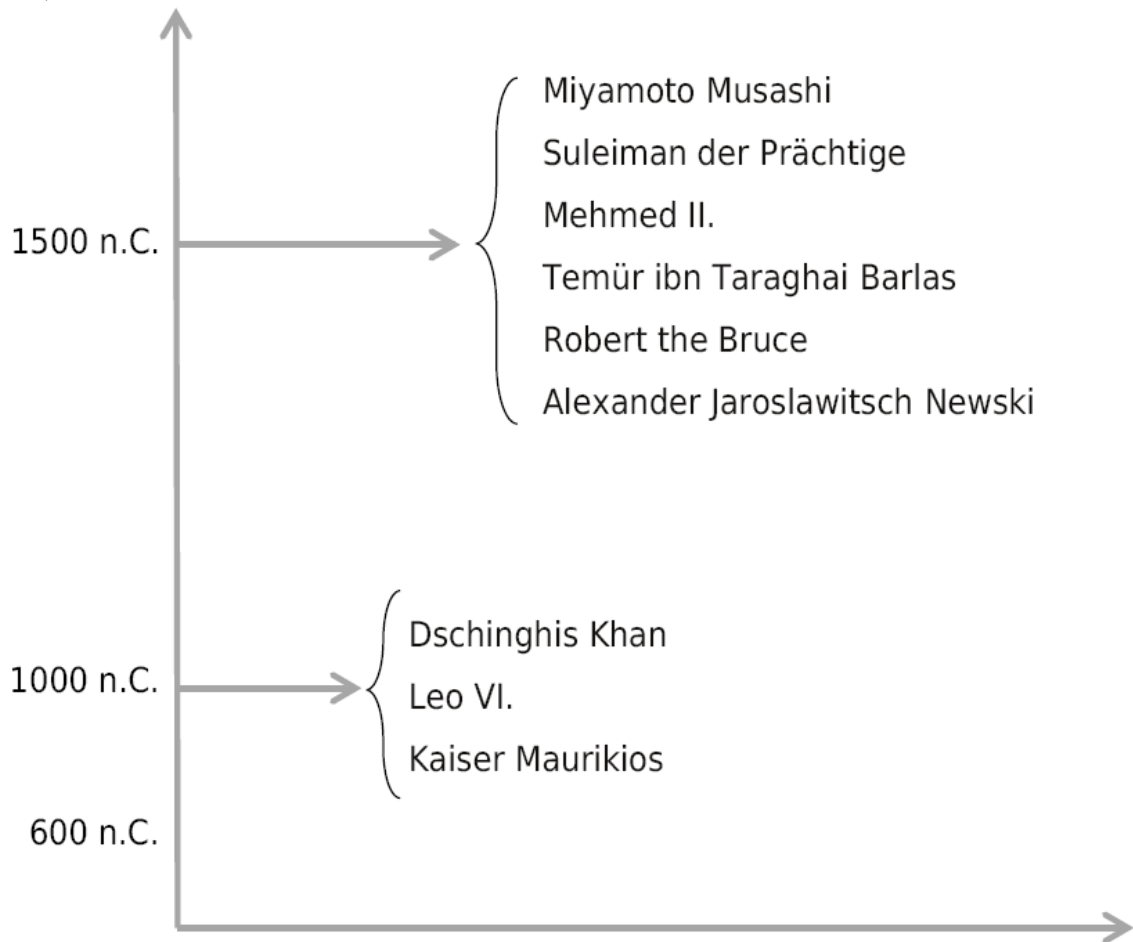 Miyamoto Musashi
Suleiman der Prächtige
Mehmed II.
1500 n.C.
Temür ibn Taraghai Barlas
Robert the Bruce
Alexander Jaroslawitsch Newski
Dschinghis Khan
1000 n.C.
Leo VI.
Kaiser Maurikios
600 n.C.